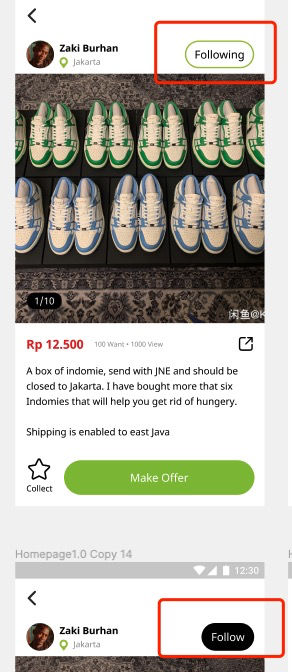 Zaki Burhan
Jakarta
Following
1/10
闲鱼@K
Rp 12.500
100 Want • 1000 View
A box of indomie, send with JNE and should be
closed to Jakarta. I have bought more that six
Indomies that will help you get rid of hungery.
Shipping is enabled to east Java
Collect
Make Offer
Homepage1.0 Copy 14
12:30
Zaki Burhan
Jakarta
Follow